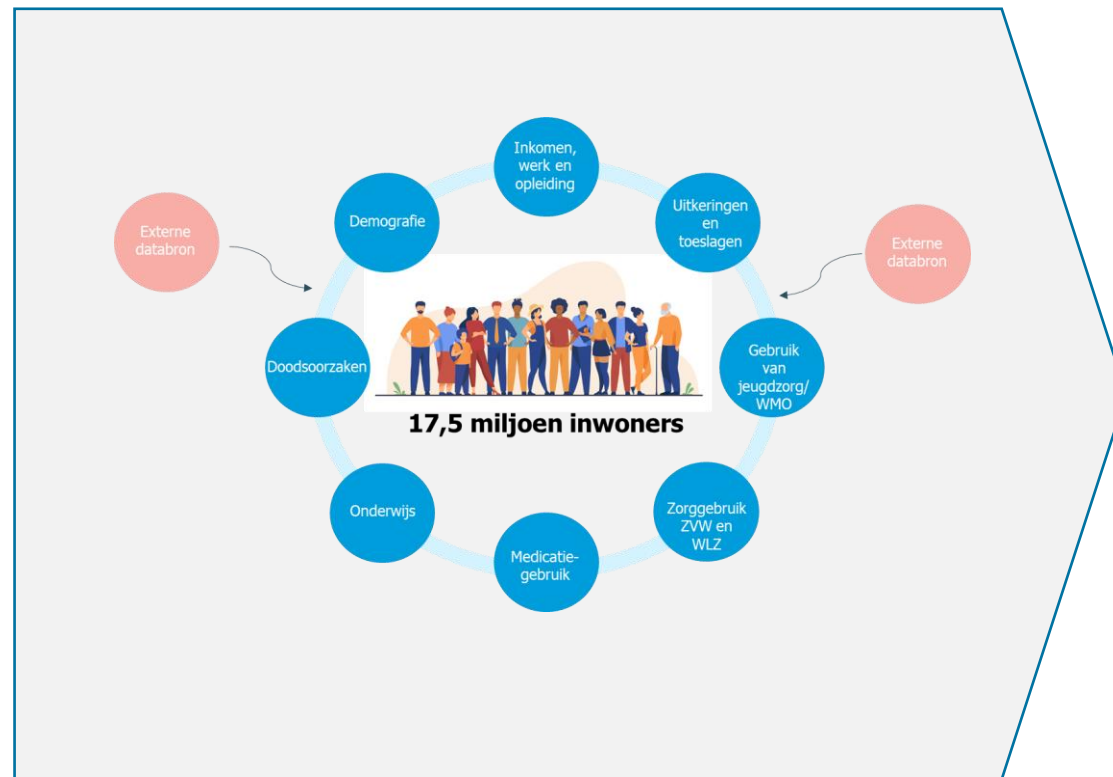 Inkomen,
werk en
opleiding
Demografie
Uitkeringen
en
toeslagen
Externe
databron
Externe
databron
Doodsoorzaken
Gebruik
van
jeugdzorg/
WMO
17,5 miljoen inwoners
Onderwijs
Zorggebruik
ZVW en
WLZ
Medicatie-
gebruik